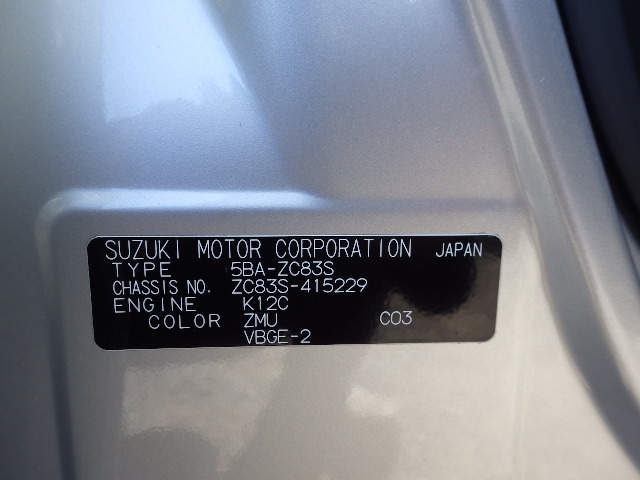 SUZUKI MOTOR CORPORATION JAPAN
TYPE 5BA-ZC83S
CHASSIS NO. ZC83S-415229
ENGINE K12C
COLOR ZMU C03
VBGE-2